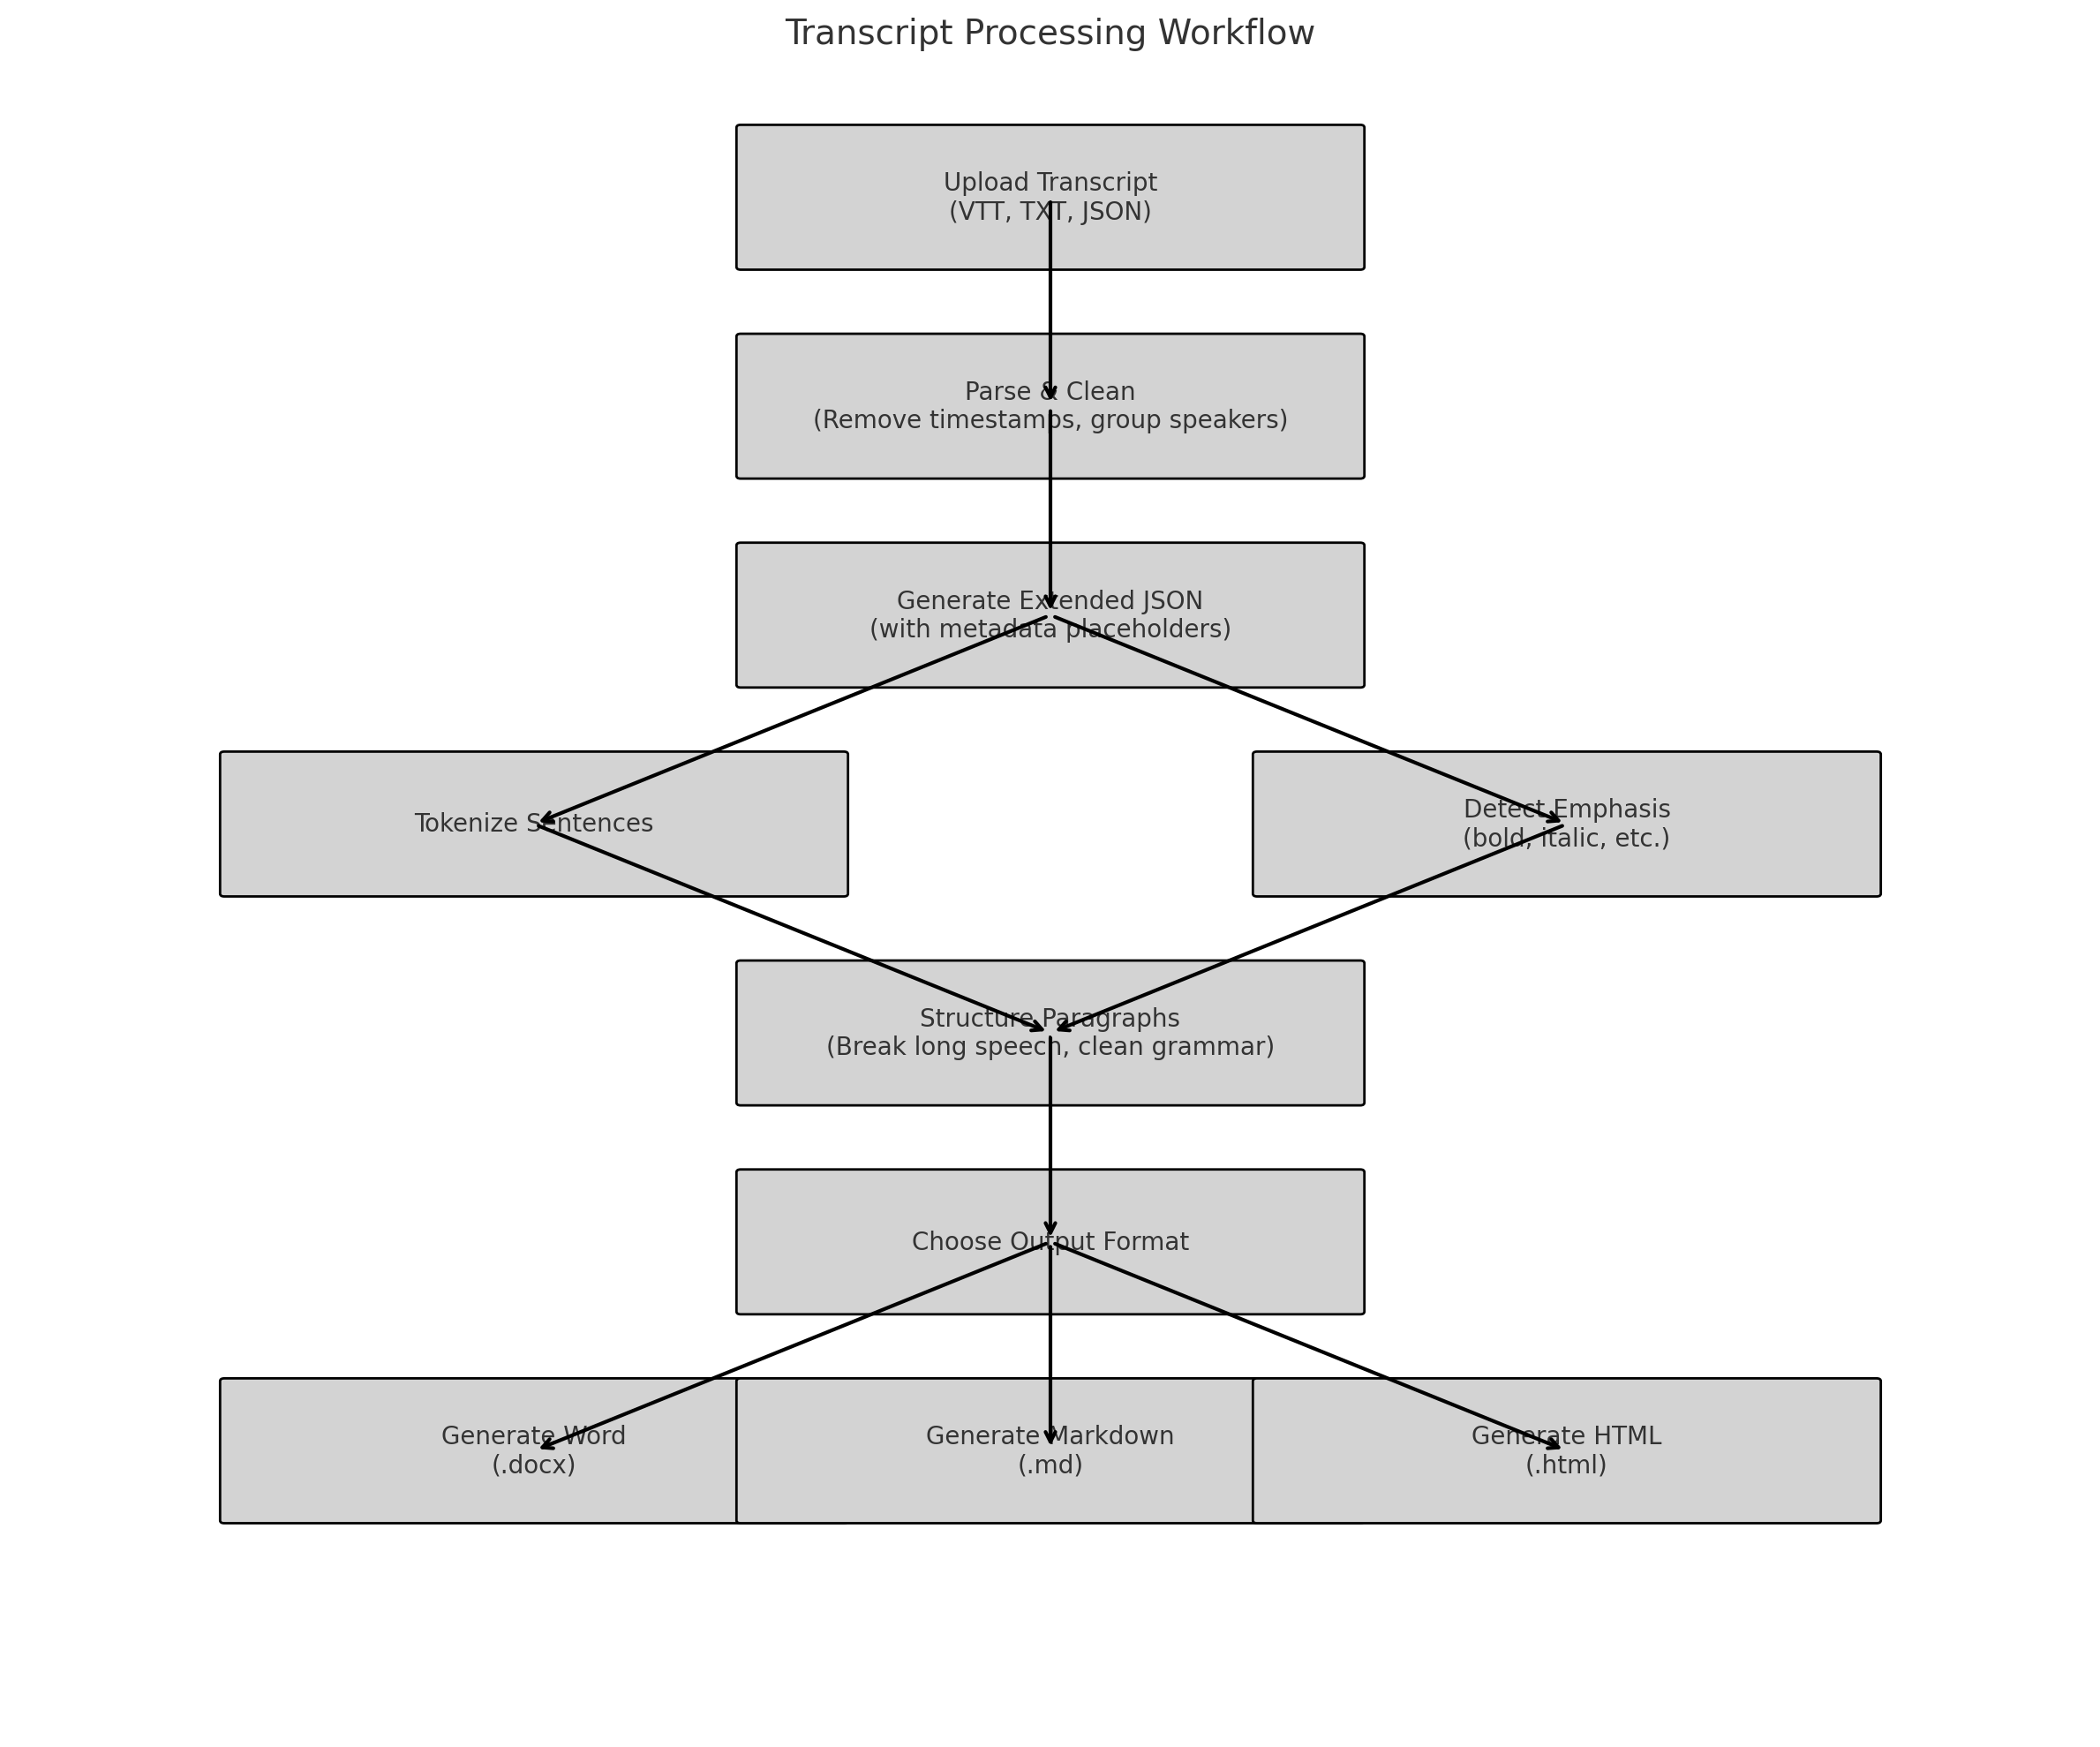 Transcript Processing Workflow
Upload Transcript
(VTT, TXT, JSON)
Parse & Clean
(Remove timestamps, group speakers)
Generate Extended JSON
(with metadata placeholders)
Tokenize Sentences
Detect Emphasis
(bold, italic, etc.)
Structure Paragraphs
(Break long speech, clean grammar)
Choose Output Format
Generate Word
(.docx)
Generate Markdown
(.md)
Generate HTML
(.html)